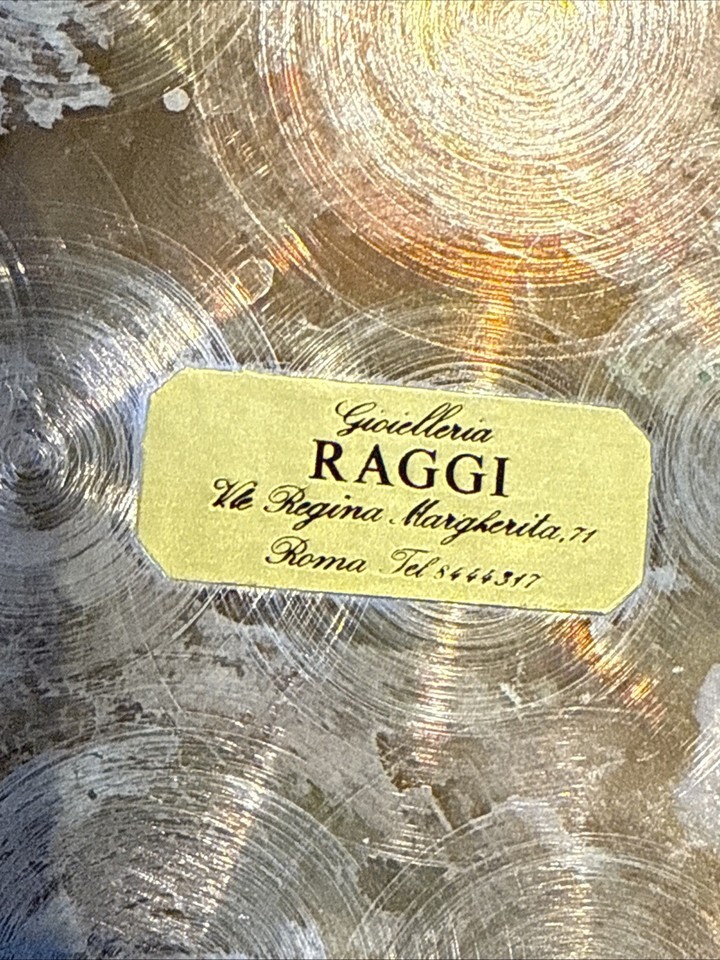 Gioielleria
RAGGI
Vle Regina Margherita, 71
Roma Tel 8444317